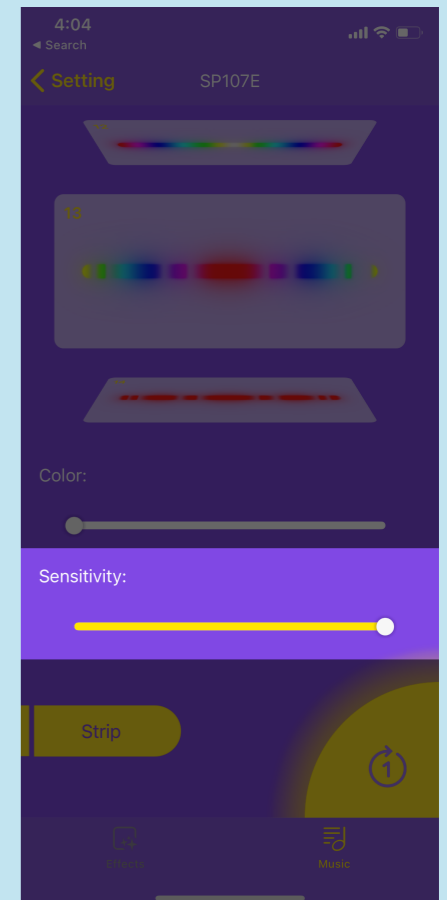 4:04
◀ Search
Setting
SP107E
13
Color:
Sensitivity:
Strip
1
Effects
Music